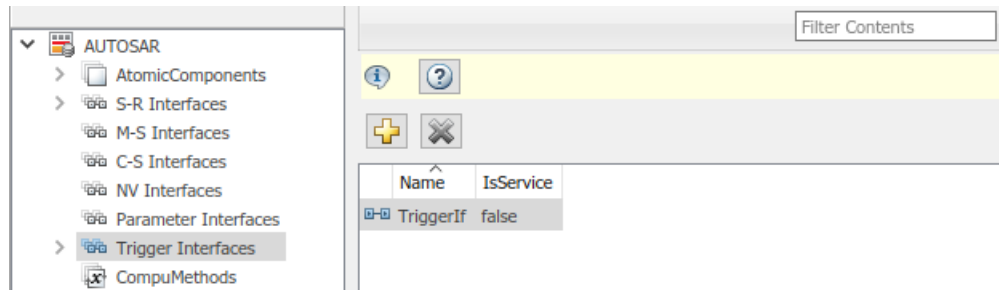 Filter Contents
AUTOSAR
AtomicComponents
S-R Interfaces
M-S Interfaces
C-S Interfaces
NV Interfaces
Parameter Interfaces
Trigger Interfaces
CompuMethods
Name IsService
TriggerIf false